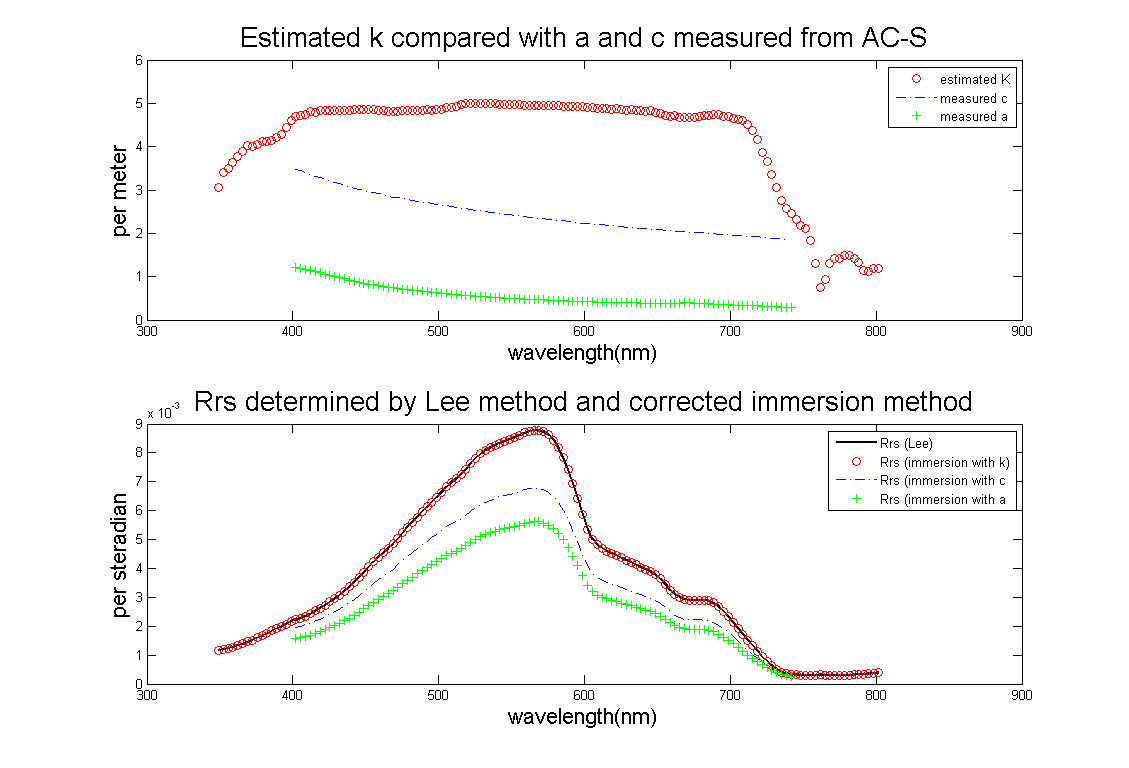 Estimated k compared with a and c measured from AC-S
6
5
4
3
2
1
0
per meter
estimated K
measured c
measured a
300 400 500 600 700 800 900
wavelength(nm)
x 10-3
Rrs determined by Lee method and corrected immersion method
9
8
7
6
5
4
3
2
1
0
per steradian
Rrs (Lee)
Rrs (immersion with k)
Rrs (immersion with c
Rrs (immersion with a
300 400 500 600 700 800 900
wavelength(nm)